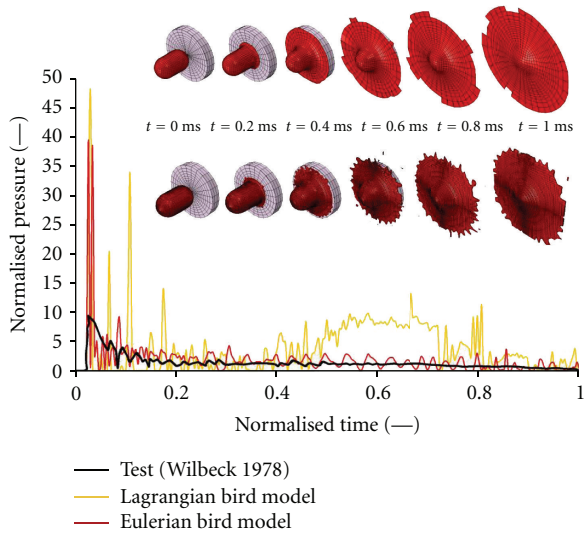 t = 0 ms t = 0.2 ms t = 0.4 ms t = 0.6 ms t = 0.8 ms t = 1 ms
Normalised pressure (—)
50
45
40
35
30
25
20
15
10
5
0
0 0.2 0.4 0.6 0.8 1
Normalised time (—)
Test (Wilbeck 1978)
Lagrangian bird model
Eulerian bird model